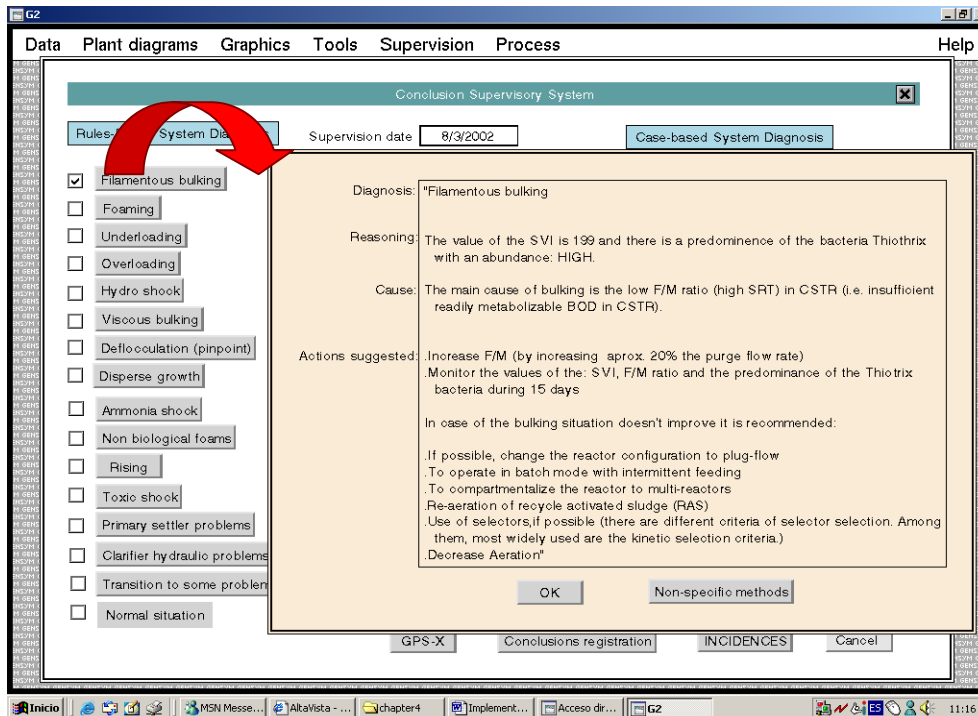 G2
Data Plant diagrams Graphics Tools Supervision Process Help
Conclusion Supervisory System
Rules- System Dia
Supervision date 8/3/2002
Case-based System Diagnosis
Filamentous bulking
Foaming
Underloading
Overloading
Hydro shock
Viscous bulking
Deflocculation (pinpoint)
Disperse growth
Ammonia shock
Non biological foams
Rising
Toxic shock
Primary settler problems
Clarifier hydraulic problems
Transition to some problem
Normal situation
Diagnosis: "Filamentous bulking
Reasoning: The value of the SVI is 199 and there is a predominence of the bacteria Thiothrix
with an abundance: HIGH.
Cause: The main cause of bulking is the low F/M ratio (high SRT) in CSTR (i.e. insufficient
readily metabolizable BOD in CSTR).
Actions suggested: .Increase F/M (by increasing aprox. 20% the purge flow rate)
.Monitor the values of the: SVI, F/M ratio and the predominance of the Thiotrix
bacteria during 15 days
In case of the bulking situation doesn't improve it is recommended:
.If possible, change the reactor configuration to plug-flow
.To operate in batch mode with intermittent feeding
.To compartmentalize the reactor to multi-reactors
.Re-aeration of recycle activated sludge (RAS)
.Use of selectors,if possible (there are different criteria of selector selection. Among
them, most widely used are the kinetic selection criteria.)
.Decrease Aeration"
OK Non-specific methods
GPS-X Conclusions registration INCIDENCES Cancel
Inicio MSN Messe... AltaVista - ... chapter4 Implement... Acceso dir... G2 ES 11:16